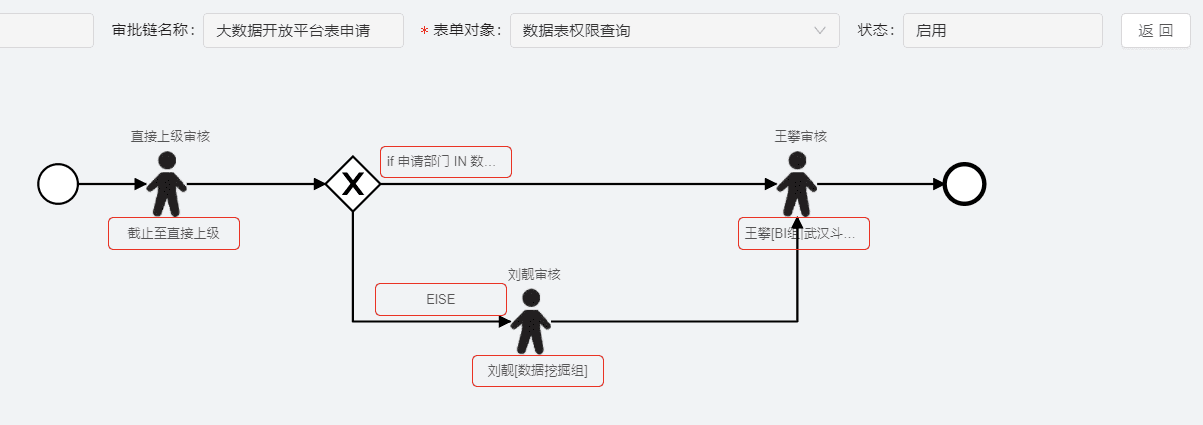 审批链名称： 大数据开放平台表申请 * 表单对象： 数据表权限查询 状态： 启用 返 回
直接上级审核
王攀审核
if 申请部门 IN 数...
X
截止至直接上级
王攀[BI组]武汉斗...
刘靓审核
EISE
刘靓[数据挖掘组]